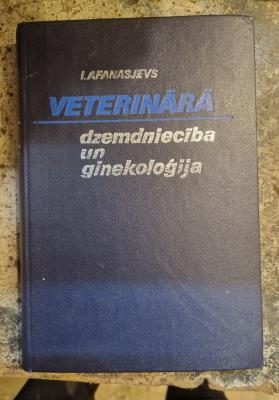 I. AFANASJEVS
VETERINĀRĀ
dzemdniecība
un
ginekoloģija